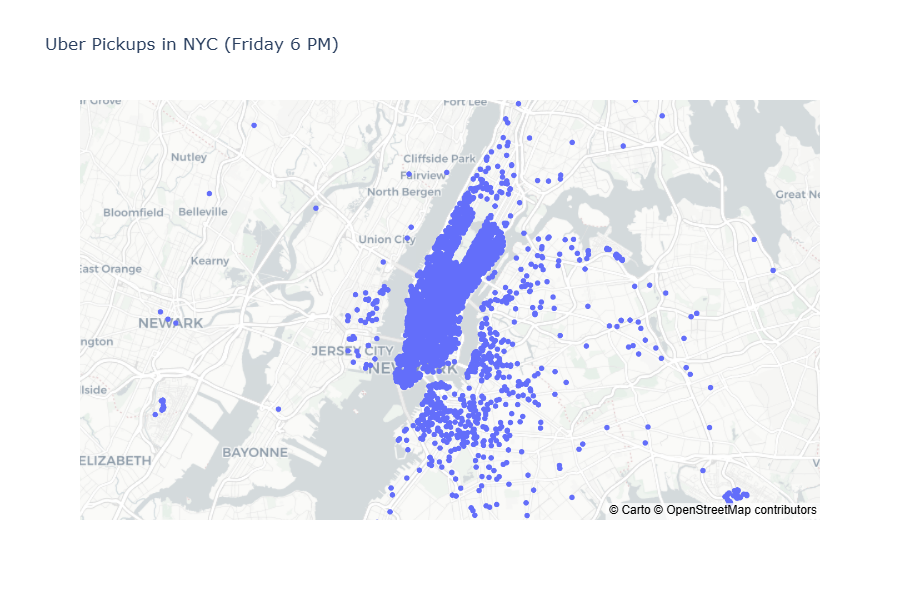 Uber Pickups in NYC (Friday 6 PM)
Fort Lee
Nutley
Cliffside Park
Fairview
North Bergen
Great Ne
Bloomfield
Belleville
Union City
Kearny
East Orange
NEWARK
ngton
JERSEY CITY
NEW YORK
lside
BAYONNE
ELIZABETH
V
© Carto © OpenStreetMap contributors